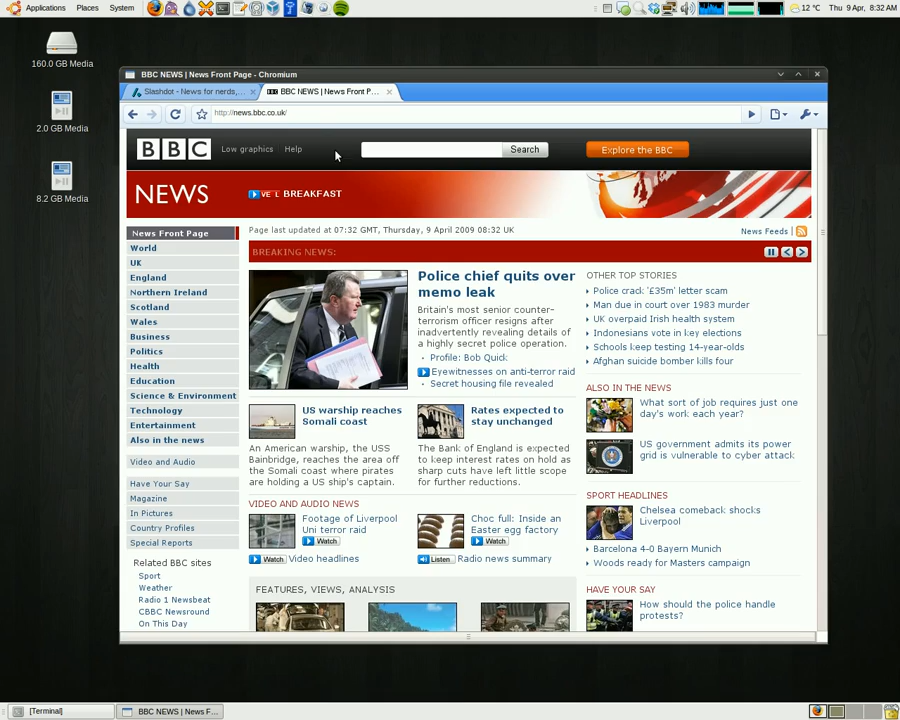 Applications Places System
12 °C Thu 9 Apr, 8:32 AM
160.0 GB Media
2.0 GB Media
8.2 GB Media
BBC NEWS | News Front Page - Chromium
Slashdot - News for nerds,...
BBC NEWS | News Front P...
http://news.bbc.co.uk/
BBC
Low graphics Help
Search
Explore the BBC
NEWS
BREAKFAST
Page last updated at 07:32 GMT, Thursday, 9 April 2009 08:32 UK
News Feeds |
BREAKING NEWS:
News Front Page
World
UK
England
Northern Ireland
Scotland
Wales
Business
Politics
Health
Education
Science & Environment
Technology
Entertainment
Also in the news
Video and Audio
Have Your Say
Magazine
In Pictures
Country Profiles
Special Reports
Related BBC sites
Sport
Weather
Radio 1 Newsbeat
CBBC Newsround
On This Day
Police chief quits over
memo leak
Britain's most senior counter-
terrorism officer resigns after
inadvertently revealing details of
a highly secret police operation.
Profile: Bob Quick
Eyewitnesses on anti-terror raid
Secret housing file revealed
US warship reaches
Somali coast
An American warship, the USS
Bainbridge, reaches the area off
the Somali coast where pirates
are holding a US ship's captain.
Rates expected to
stay unchanged
The Bank of England is expected
to keep interest rates on hold as
sharp cuts have left little scope
for further reductions.
VIDEO AND AUDIO NEWS
Footage of Liverpool
Uni terror raid
Watch
Choc full: Inside an
Easter egg factory
Watch
Watch Video headlines
Listen Radio news summary
FEATURES, VIEWS, ANALYSIS
OTHER TOP STORIES
Police crack '£35m' letter scam
Man due in court over 1983 murder
UK overpaid Irish health system
Indonesians vote in key elections
Schools keep testing 14-year-olds
Afghan suicide bomber kills four
ALSO IN THE NEWS
What sort of job requires just one
day's work each year?
US government admits its power
grid is vulnerable to cyber attack
SPORT HEADLINES
Chelsea comeback shocks
Liverpool
Barcelona 4-0 Bayern Munich
Woods ready for Masters campaign
HAVE YOUR SAY
How should the police handle
protests?
[Terminal]
BBC NEWS | News F...